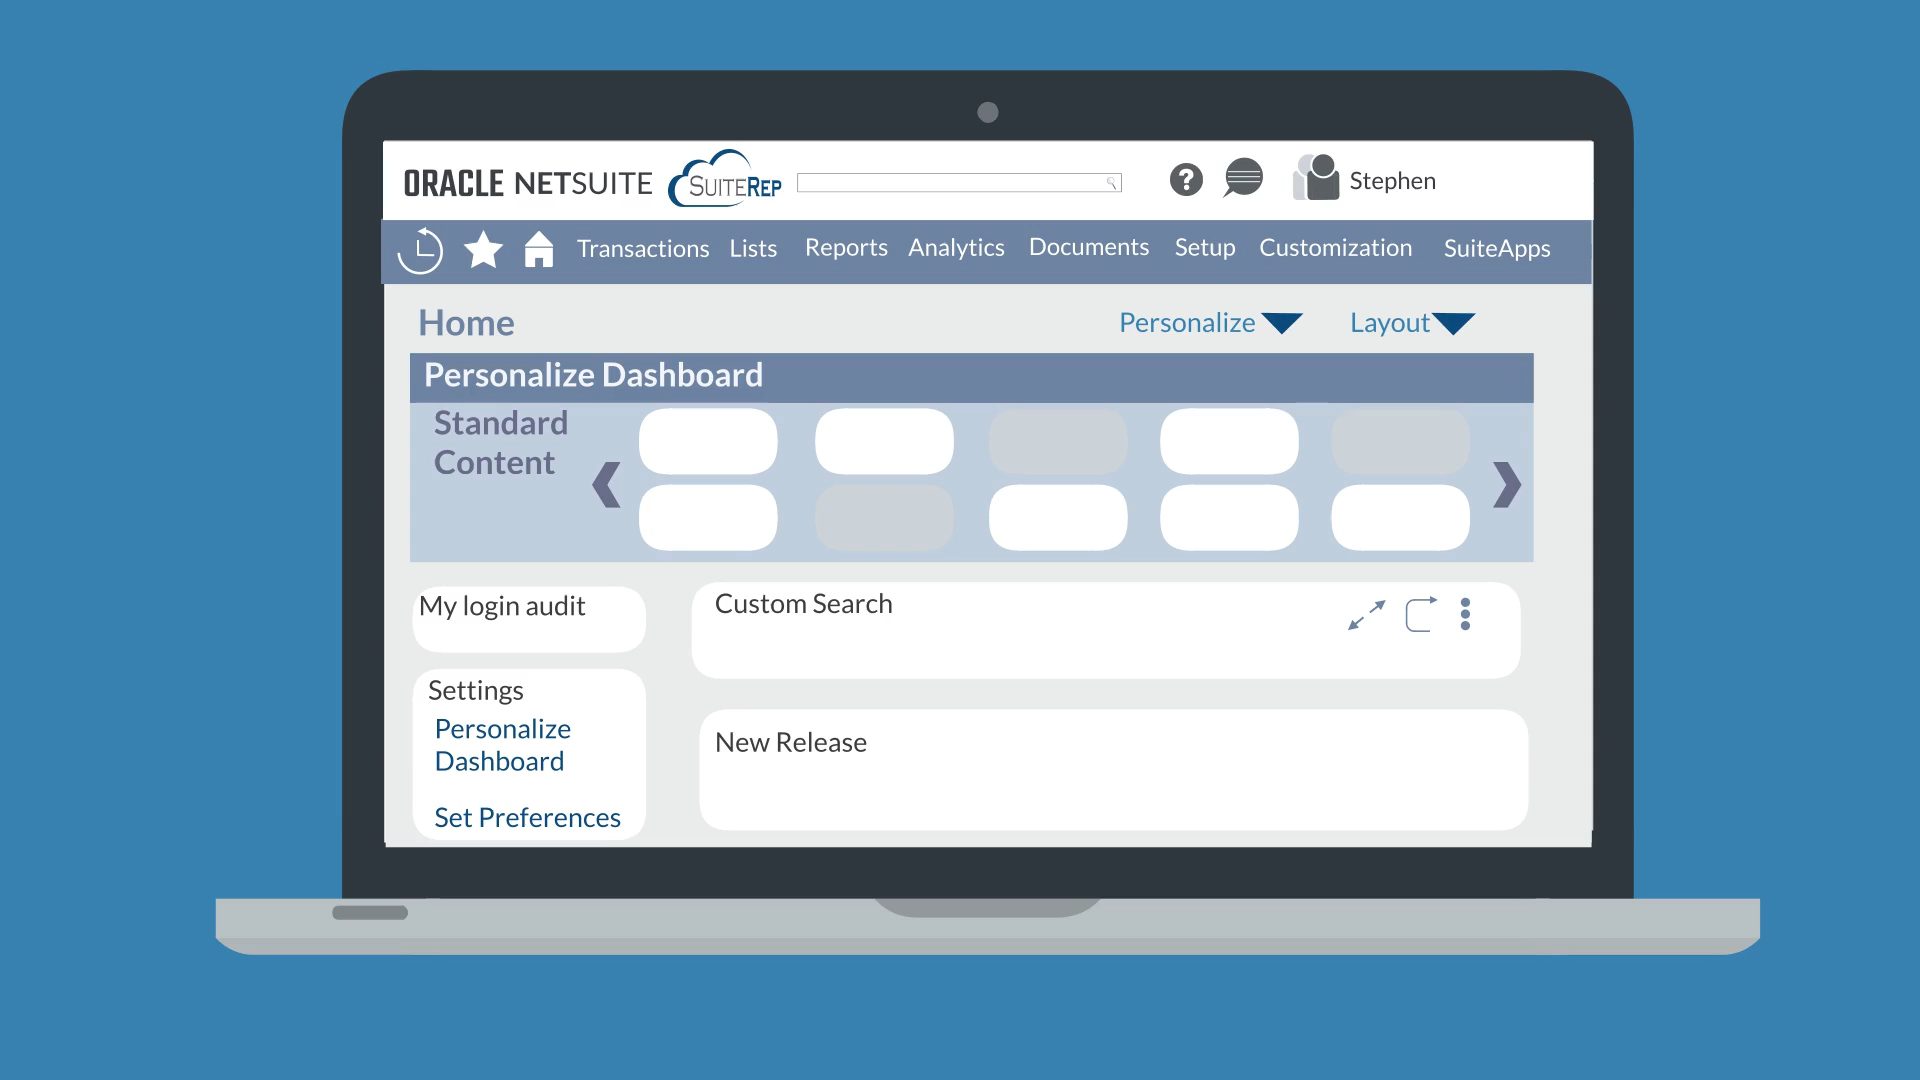 ORACLE NETSUITE SUITEREP Stephen
Transactions Lists Reports Analytics Documents Setup Customization SuiteApps
Home Personalize Layout
Personalize Dashboard
Standard
Content
My login audit
Custom Search
Settings
Personalize
Dashboard
New Release
Set Preferences